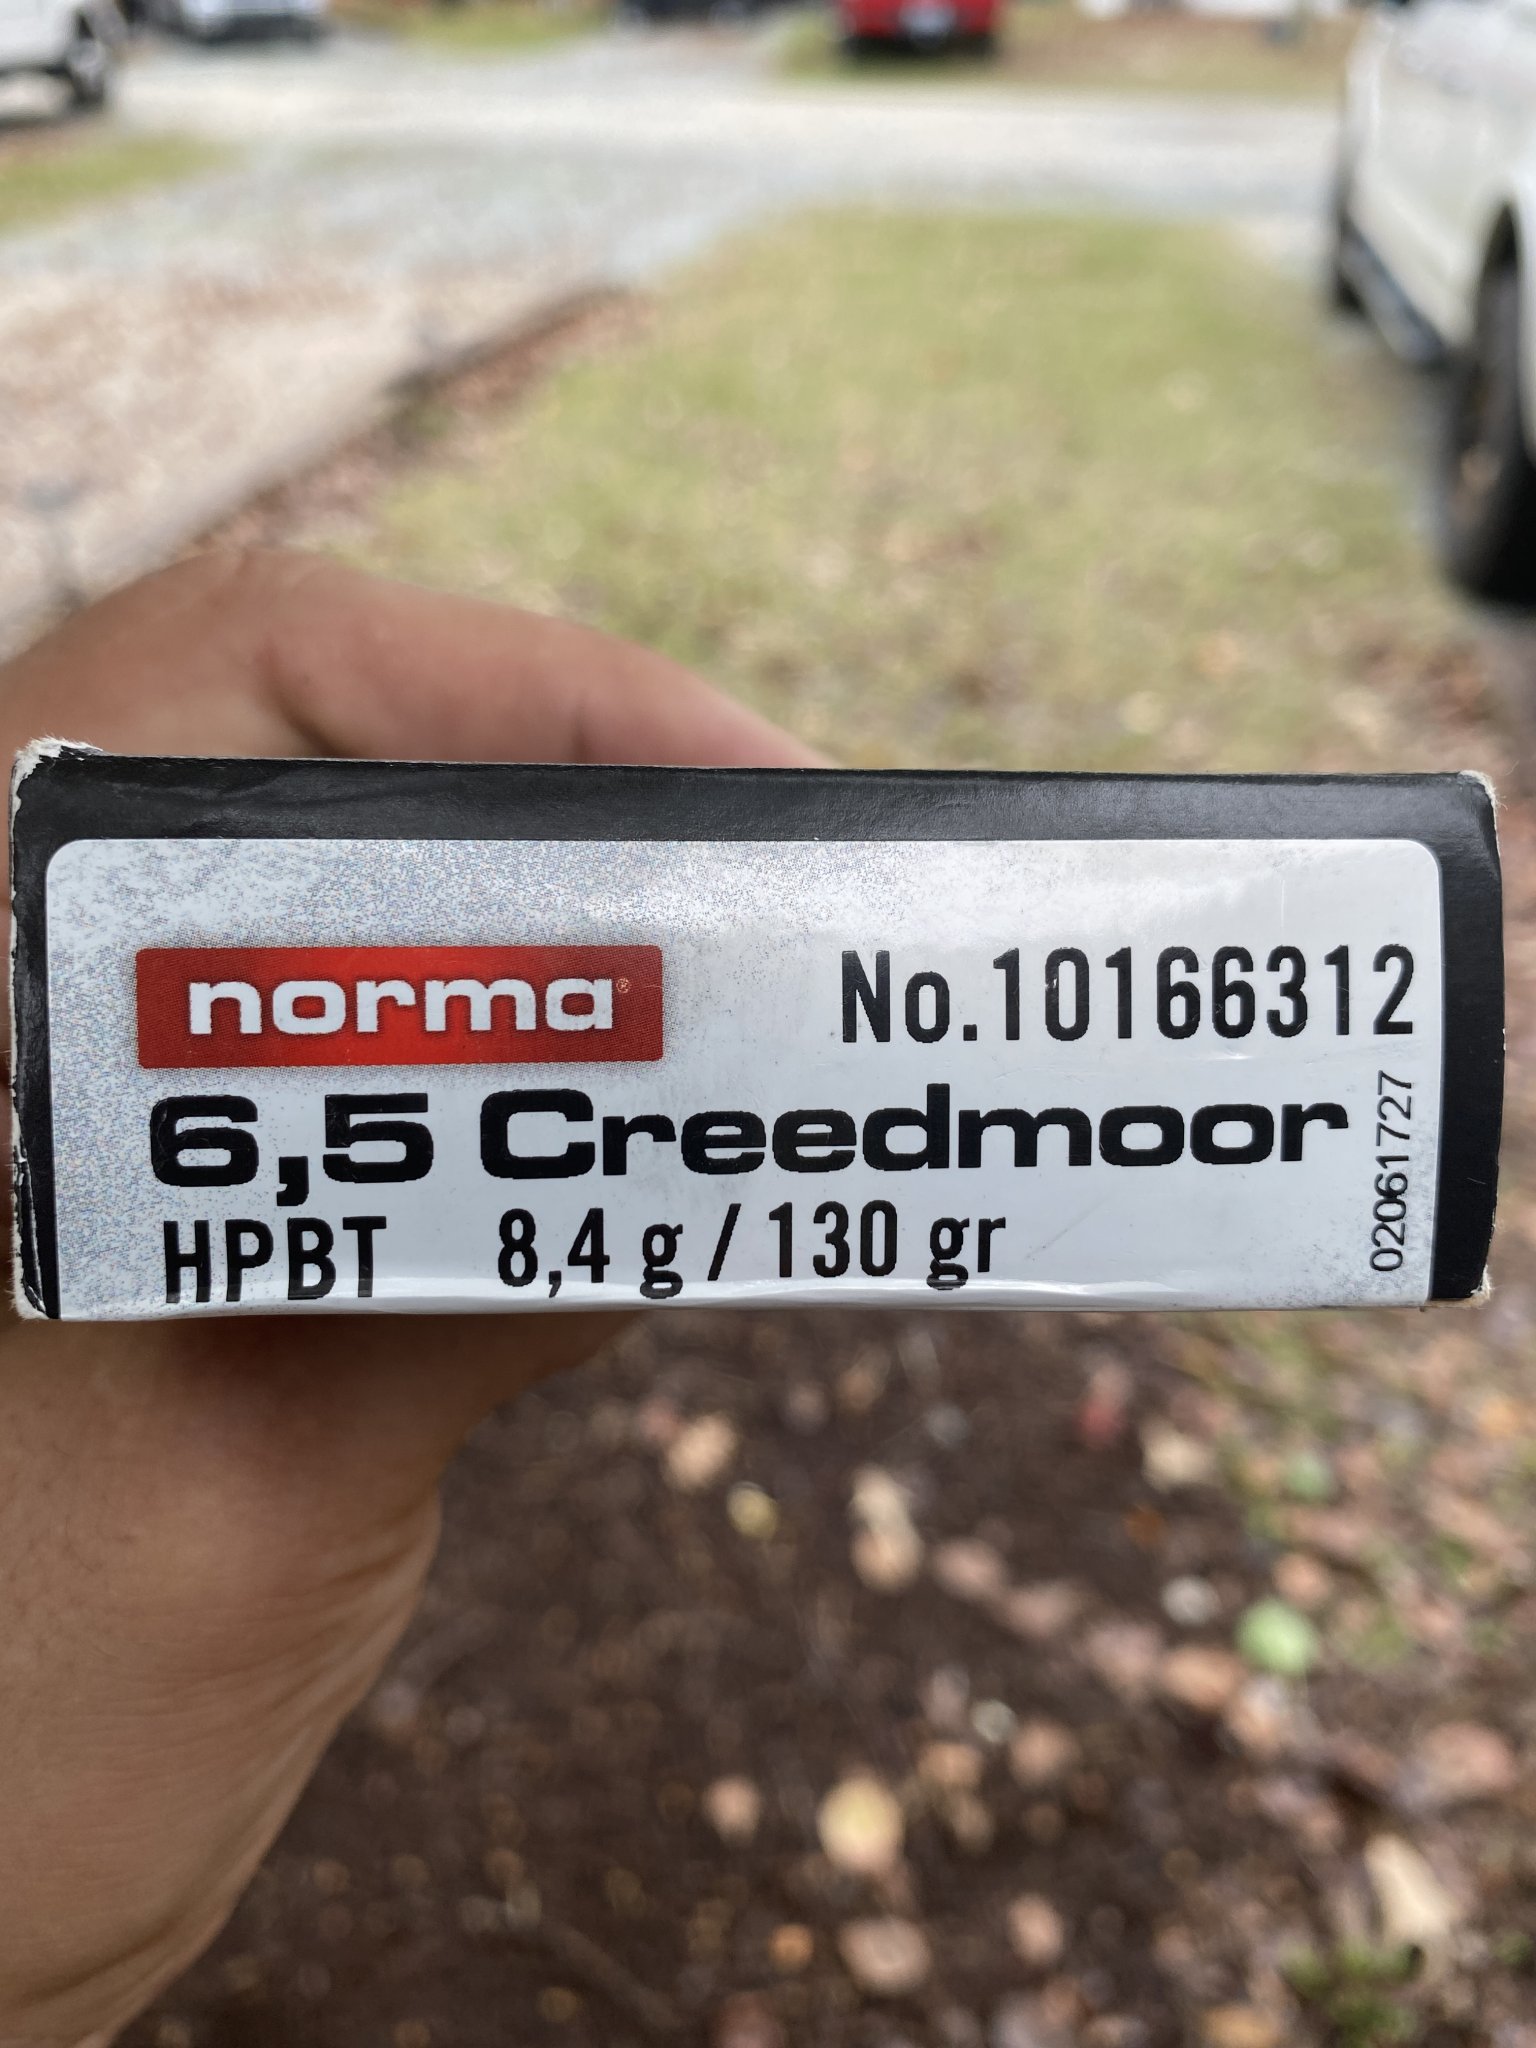 norma®
No.10166312
6,5 Creedmoor
HPBT 8,4 g / 130 gr
02061727